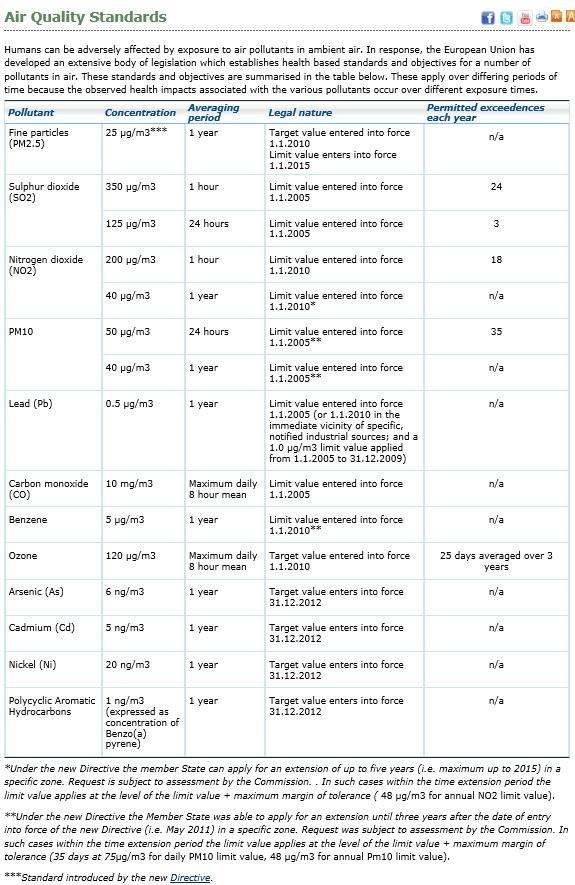 Air Quality Standards
Humans can be adversely affected by exposure to air pollutants in ambient air. In response, the European Union has
developed an extensive body of legislation which establishes health based standards and objectives for a number of
pollutants in air. These standards and objectives are summarised in the table below. These apply over differing periods of
time because the observed health impacts associated with the various pollutants occur over different exposure times.
Pollutant Concentration Averaging period Legal nature Permitted exceedences each year
Fine particles (PM2.5) 25 µg/m3*** 1 year Target value entered into force 1.1.2010 Limit value enters into force 1.1.2015 n/a
Sulphur dioxide (SO2) 350 µg/m3 1 hour Limit value entered into force 1.1.2005 24
125 µg/m3 24 hours Limit value entered into force 1.1.2005 3
Nitrogen dioxide (NO2) 200 µg/m3 1 hour Limit value entered into force 1.1.2010 18
40 µg/m3 1 year Limit value entered into force 1.1.2010* n/a
PM10 50 µg/m3 24 hours Limit value entered into force 1.1.2005** 35
40 µg/m3 1 year Limit value entered into force 1.1.2005** n/a
Lead (Pb) 0.5 µg/m3 1 year Limit value entered into force 1.1.2005 (or 1.1.2010 in the immediate vicinity of specific, notified industrial sources; and a 1.0 µg/m3 limit value applied from 1.1.2005 to 31.12.2009) n/a
Carbon monoxide (CO) 10 mg/m3 Maximum daily 8 hour mean Limit value entered into force 1.1.2005 n/a
Benzene 5 µg/m3 1 year Limit value entered into force 1.1.2010** n/a
Ozone 120 µg/m3 Maximum daily 8 hour mean Target value entered into force 1.1.2010 25 days averaged over 3 years
Arsenic (As) 6 ng/m3 1 year Target value enters into force 31.12.2012 n/a
Cadmium (Cd) 5 ng/m3 1 year Target value enters into force 31.12.2012 n/a
Nickel (Ni) 20 ng/m3 1 year Target value enters into force 31.12.2012 n/a
Polycyclic Aromatic Hydrocarbons 1 ng/m3 (expressed as concentration of Benzo(a) pyrene) 1 year Target value enters into force 31.12.2012 n/a
*Under the new Directive the member State can apply for an extension of up to five years (i.e. maximum up to 2015) in a
specific zone. Request is subject to assessment by the Commission. . In such cases within the time extension period the
limit value applies at the level of the limit value + maximum margin of tolerance ( 48 µg/m3 for annual NO2 limit value).
**Under the new Directive the Member State was able to apply for an extension until three years after the date of entry
into force of the new Directive (i.e. May 2011) in a specific zone. Request was subject to assessment by the Commission. In
such cases within the time extension period the limit value applies at the level of the limit value + maximum margin of
tolerance (35 days at 75µg/m3 for daily PM10 limit value, 48 µg/m3 for annual Pm10 limit value).
***Standard introduced by the new Directive.